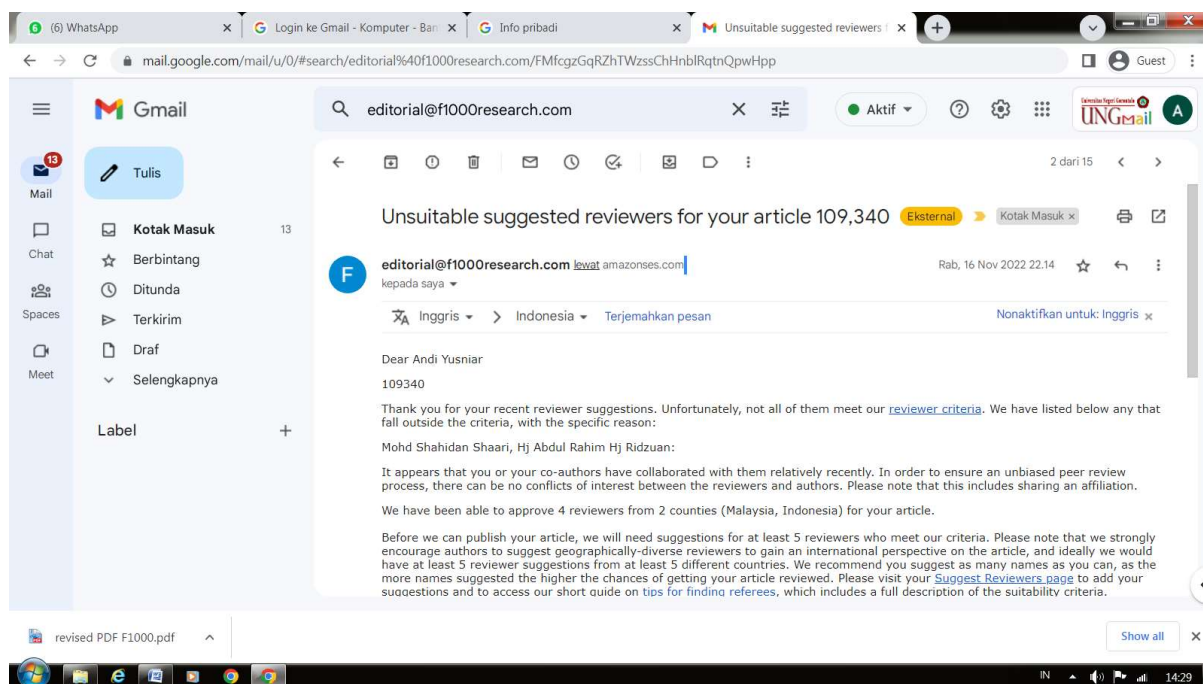 (6) WhatsApp
Login ke Gmail - Komputer - Ban
Info pribadi
Unsuitable suggested reviewers f
mail.google.com/mail/u/0/#search/editorial%40f1000research.com/FMfcgzGqRZhTWzssChHnblRqtnQpwHpp
Guest
Gmail
editorial@f1000research.com
Aktif
UNGMail
A
13
Mail
Chat
Spaces
Meet
Tulis
Kotak Masuk 13
Berbintang
Ditunda
Terkirim
Draf
Selengkapnya
Label
2 dari 15
Unsuitable suggested reviewers for your article 109,340 Eksternal Kotak Masuk ×
F
editorial@f1000research.com lewat amazonses.com
Rab, 16 Nov 2022 22.14
kepada saya
Inggris > Indonesia Terjemahkan pesan
Nonaktifkan untuk: Inggris ×
Dear Andi Yusniar
109340
Thank you for your recent reviewer suggestions. Unfortunately, not all of them meet our reviewer criteria. We have listed below any that
fall outside the criteria, with the specific reason:
Mohd Shahidan Shaari, Hj Abdul Rahim Hj Ridzuan:
It appears that you or your co-authors have collaborated with them relatively recently. In order to ensure an unbiased peer review
process, there can be no conflicts of interest between the reviewers and authors. Please note that this includes sharing an affiliation.
We have been able to approve 4 reviewers from 2 counties (Malaysia, Indonesia) for your article.
Before we can publish your article, we will need suggestions for at least 5 reviewers who meet our criteria. Please note that we strongly
encourage authors to suggest geographically-diverse reviewers to gain an international perspective on the article, and ideally we would
have at least 5 reviewer suggestions from at least 5 different countries. We recommend you suggest as many names as you can, as the
more names suggested the higher the chances of getting your article reviewed. Please visit your Suggest Reviewers page to add your
suggestions and to access our short guide on tips for finding referees, which includes a full description of the suitability criteria.
revised PDF F1000.pdf
Show all
IN
14:29